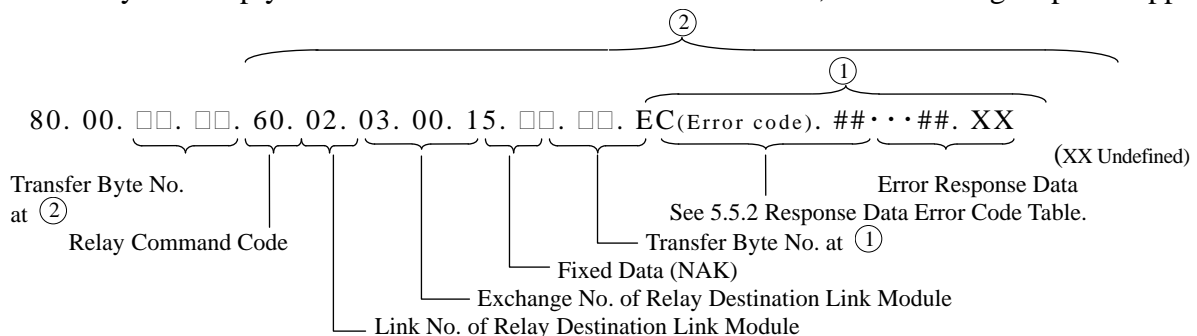 ②
①
80. 00. □□. □□. 60. 02. 03. 00. 15. □□. □□. EC(Error code). ##・・・##. XX
(XX Undefined)
Transfer Byte No.
at ②
Error Response Data
See 5.5.2 Response Data Error Code Table.
Relay Command Code
Transfer Byte No. at ①
Fixed Data (NAK)
Exchange No. of Relay Destination Link Module
Link No. of Relay Destination Link Module